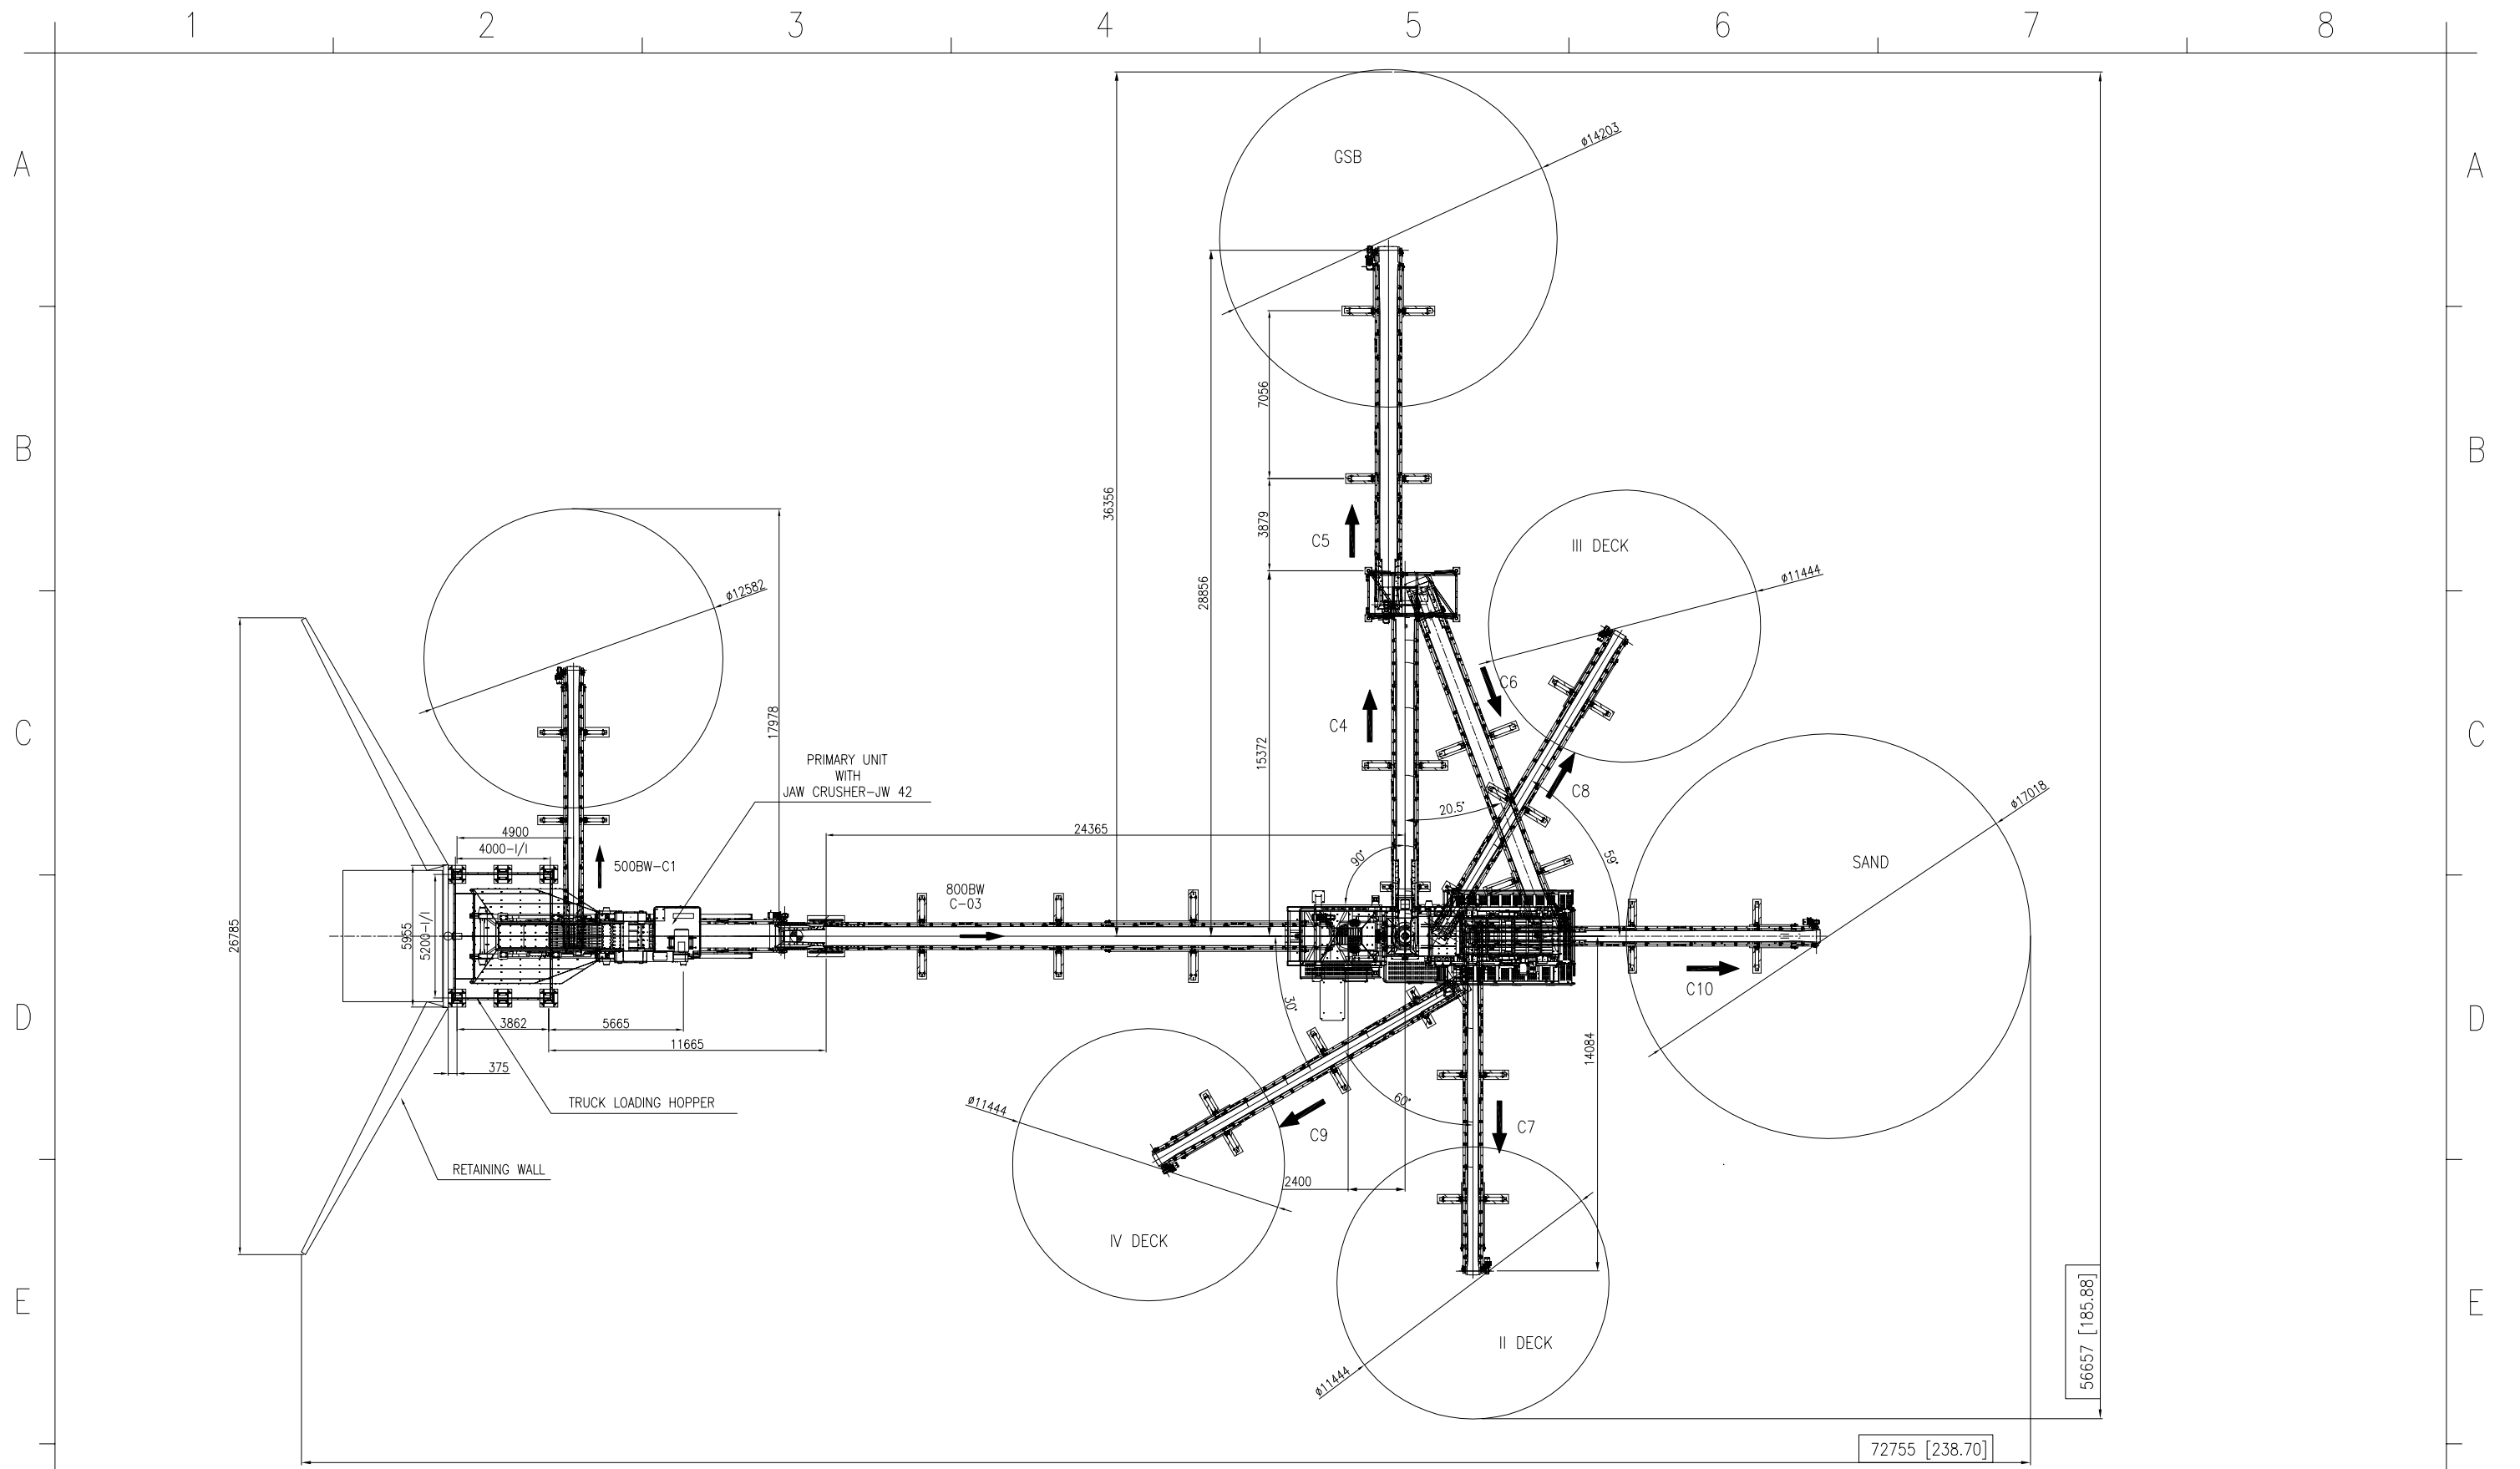 1 2 3 4 5 6 7 8
A A
GSB
ø14203
B B
7056
36356
3879
28856
C5
III DECK
ø11444
ø12582
C C
C6
17978
C4
15372
PRIMARY UNIT
WITH
JAW CRUSHER-JW 42
C8
20.5°
ø17018
4900
4000-I/I
24365
90°
59°
SAND
500BW-C1
800BW
C-03
26785
5955
5200-I/I
C10
D D
30°
3862
5665
11665
14084
375
TRUCK LOADING HOPPER
ø11444
60°
C9
C7
RETAINING WALL
2400
IV DECK
E E
II DECK
56657 [185.88]
ø11444
72755 [238.70]